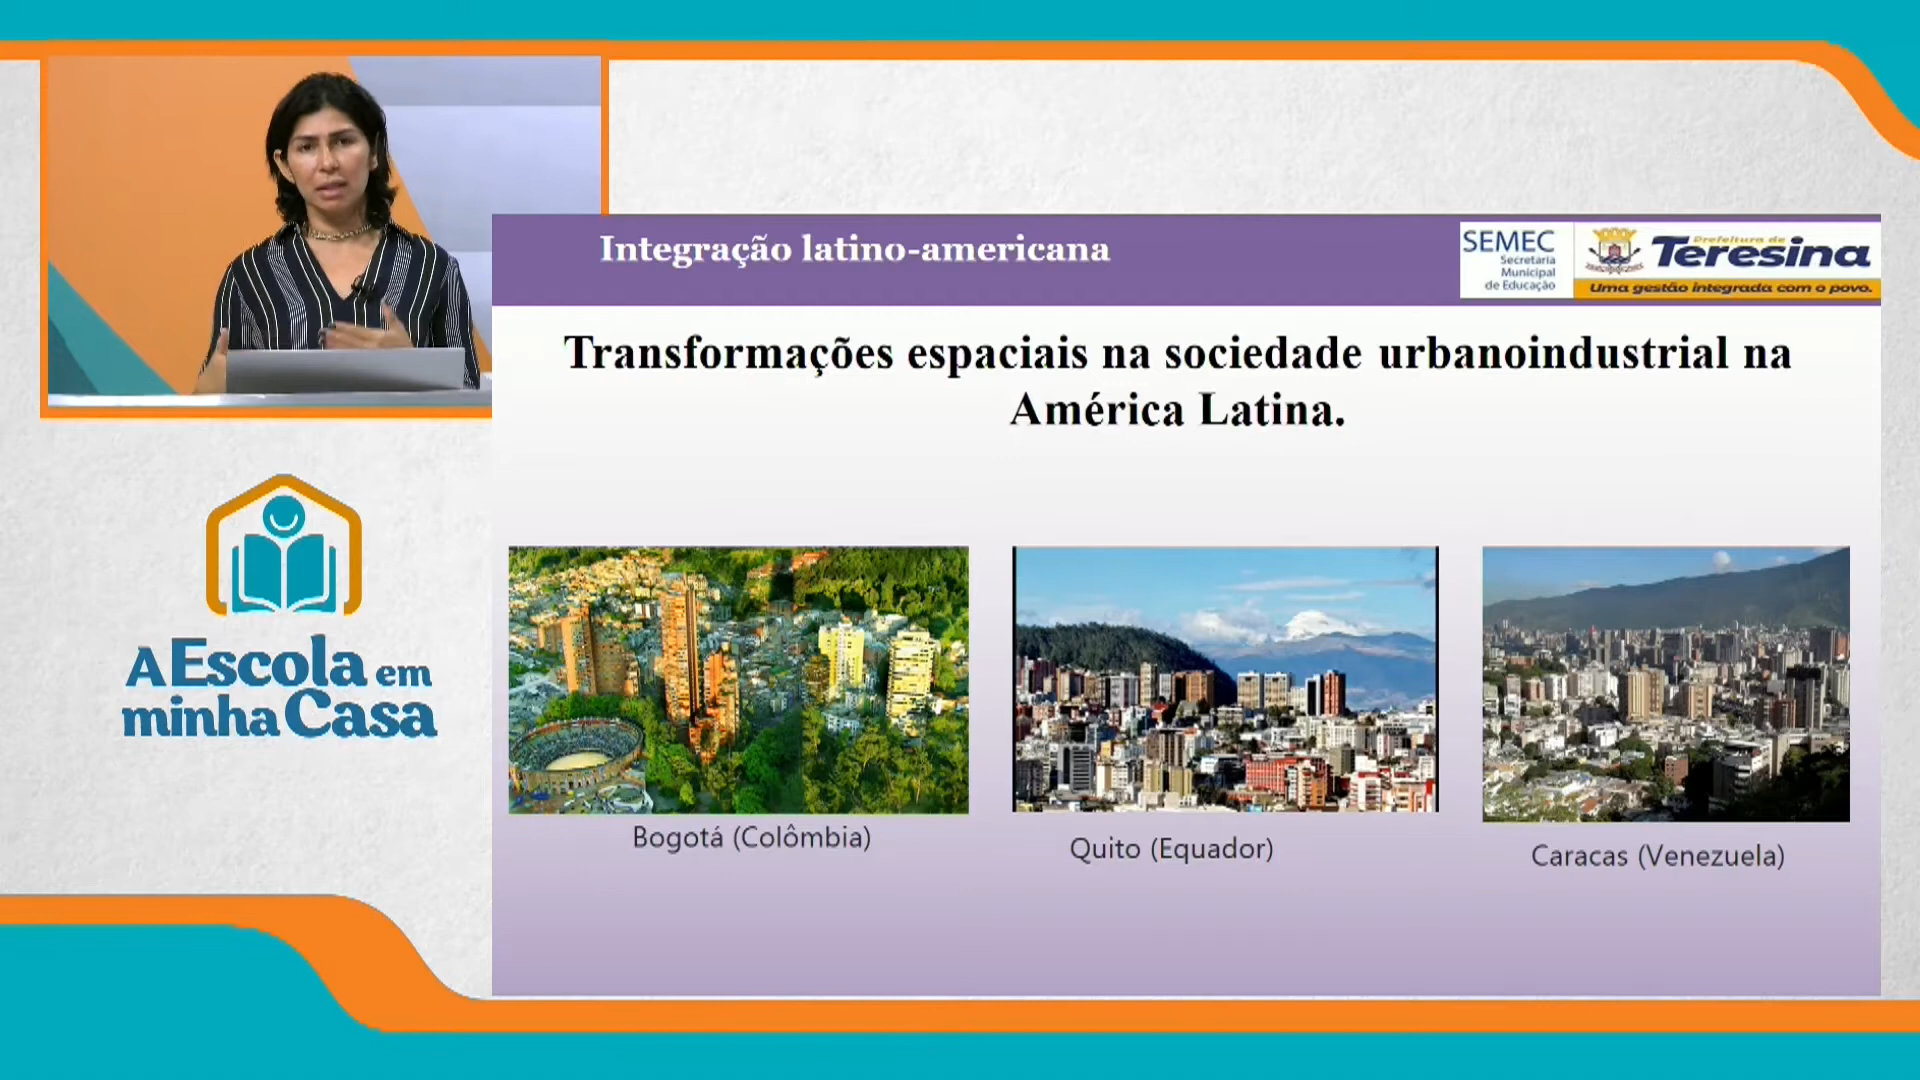 Integração latino-americana
SEMEC
Secretaria
Municipal
de Educação
Prefeitura de
Teresina
Uma gestão integrada com o povo.
Transformações espaciais na sociedade urbanoindustrial na
América Latina.
A Escola em
minha Casa
Bogotá (Colômbia)
Quito (Equador)
Caracas (Venezuela)